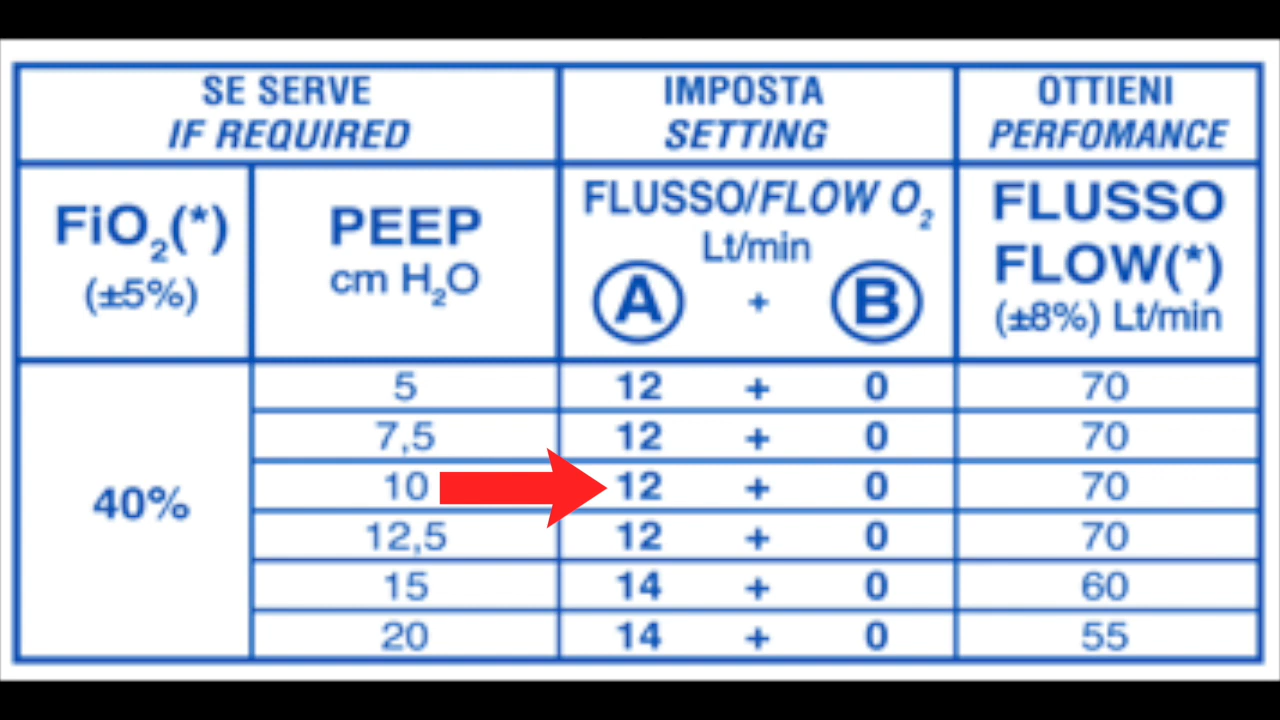 SE SERVE
IF REQUIRED
IMPOSTA
SETTING
OTTIENI
PERFOMANCE
FiO₂(*)
(±5%)
PEEP
cm H₂O
FLUSSO/FLOW O₂
Lt/min
A + B
FLUSSO
FLOW(*)
(±8%) Lt/min
40%
5 12 + 0 70
7,5 12 + 0 70
10 12 + 0 70
12,5 12 + 0 70
15 14 + 0 60
20 14 + 0 55